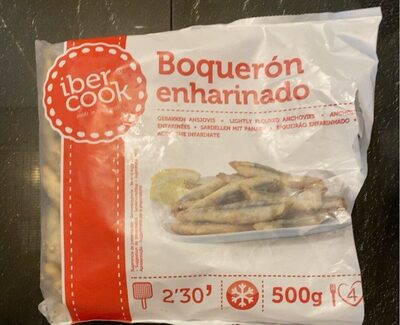 iber
cook
Boquerón
enharinado
GEBAKKEN ANSJOVIS • LIGHTLY FLOURED ANCHOVIES • ANCHOIS
ENFARINÉES • SARDELLEN MIT PANADE • BIQUEIRÃO ENFARINHADO •
INFARINATE
2'30'
500g
4